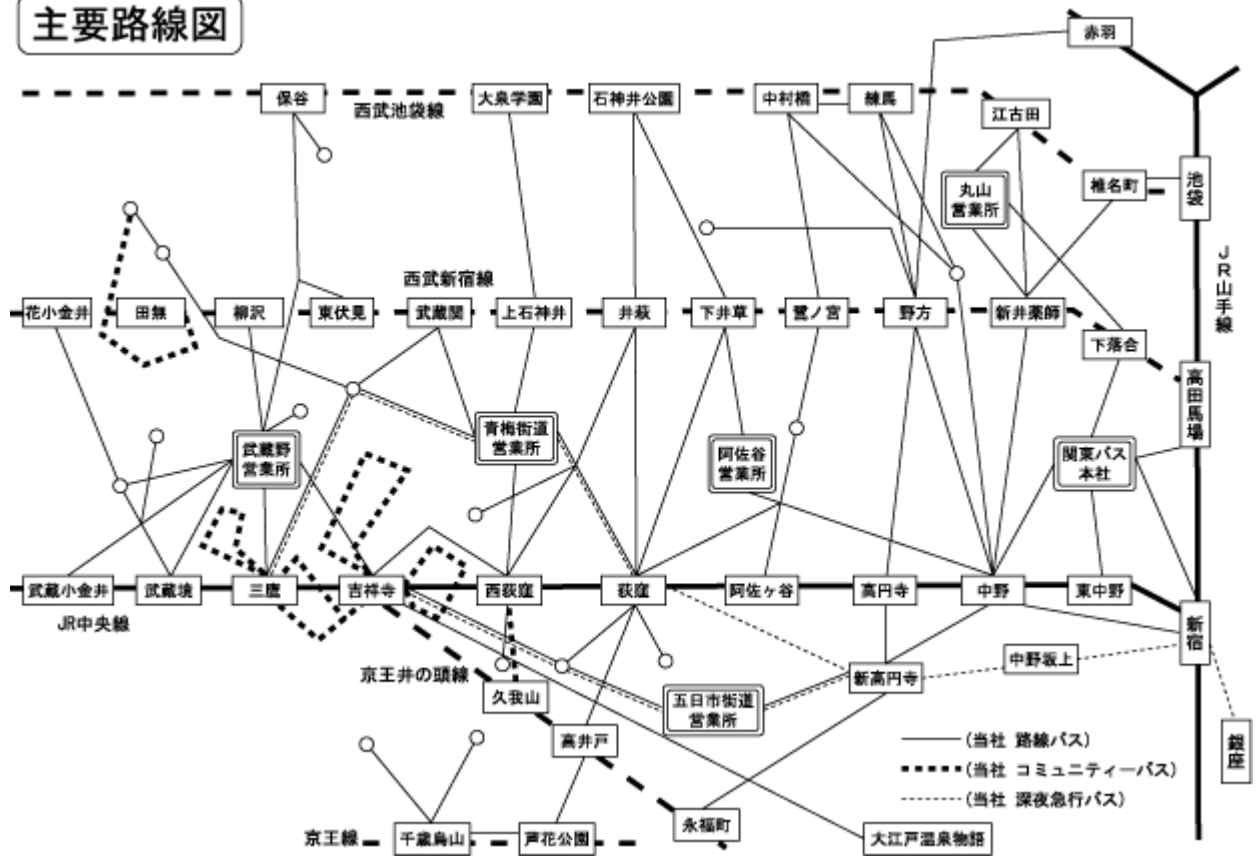 主要路線図
赤羽
保谷
西武池袋線
大泉学園
石神井公園
中村橋
練馬
江古田
丸山
営業所
椎名町
池袋
JR山手線
西武新宿線
花小金井
田無
柳沢
東伏見
武蔵関
上石神井
井荻
下井草
鷺ノ宮
野方
新井薬師
下落合
高田馬場
武蔵野
営業所
青梅街道
営業所
阿佐谷
営業所
関東バス
本社
武蔵小金井
武蔵境
三鷹
吉祥寺
西荻窪
荻窪
阿佐ヶ谷
高円寺
中野
東中野
新宿
JR中央線
京王井の頭線
久我山
五日市街道
営業所
新高円寺
中野坂上
高井戸
銀座
(当社 路線バス)
(当社 コミュニティーバス)
(当社 深夜急行バス)
京王線
千歳烏山
芦花公園
永福町
大江戸温泉物語